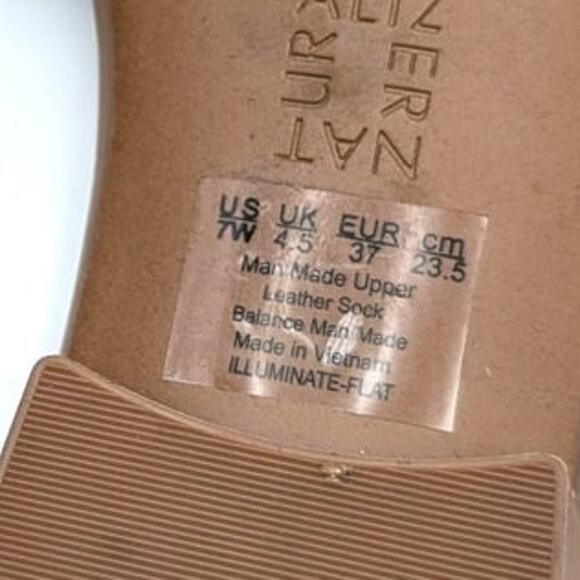 NATURALIZER
US UK EUR cm
7W 4.5 37 23.5
Man Made Upper
Leather Sock
Balance Man Made
Made in Vietnam
ILLUMINATE-FLAT